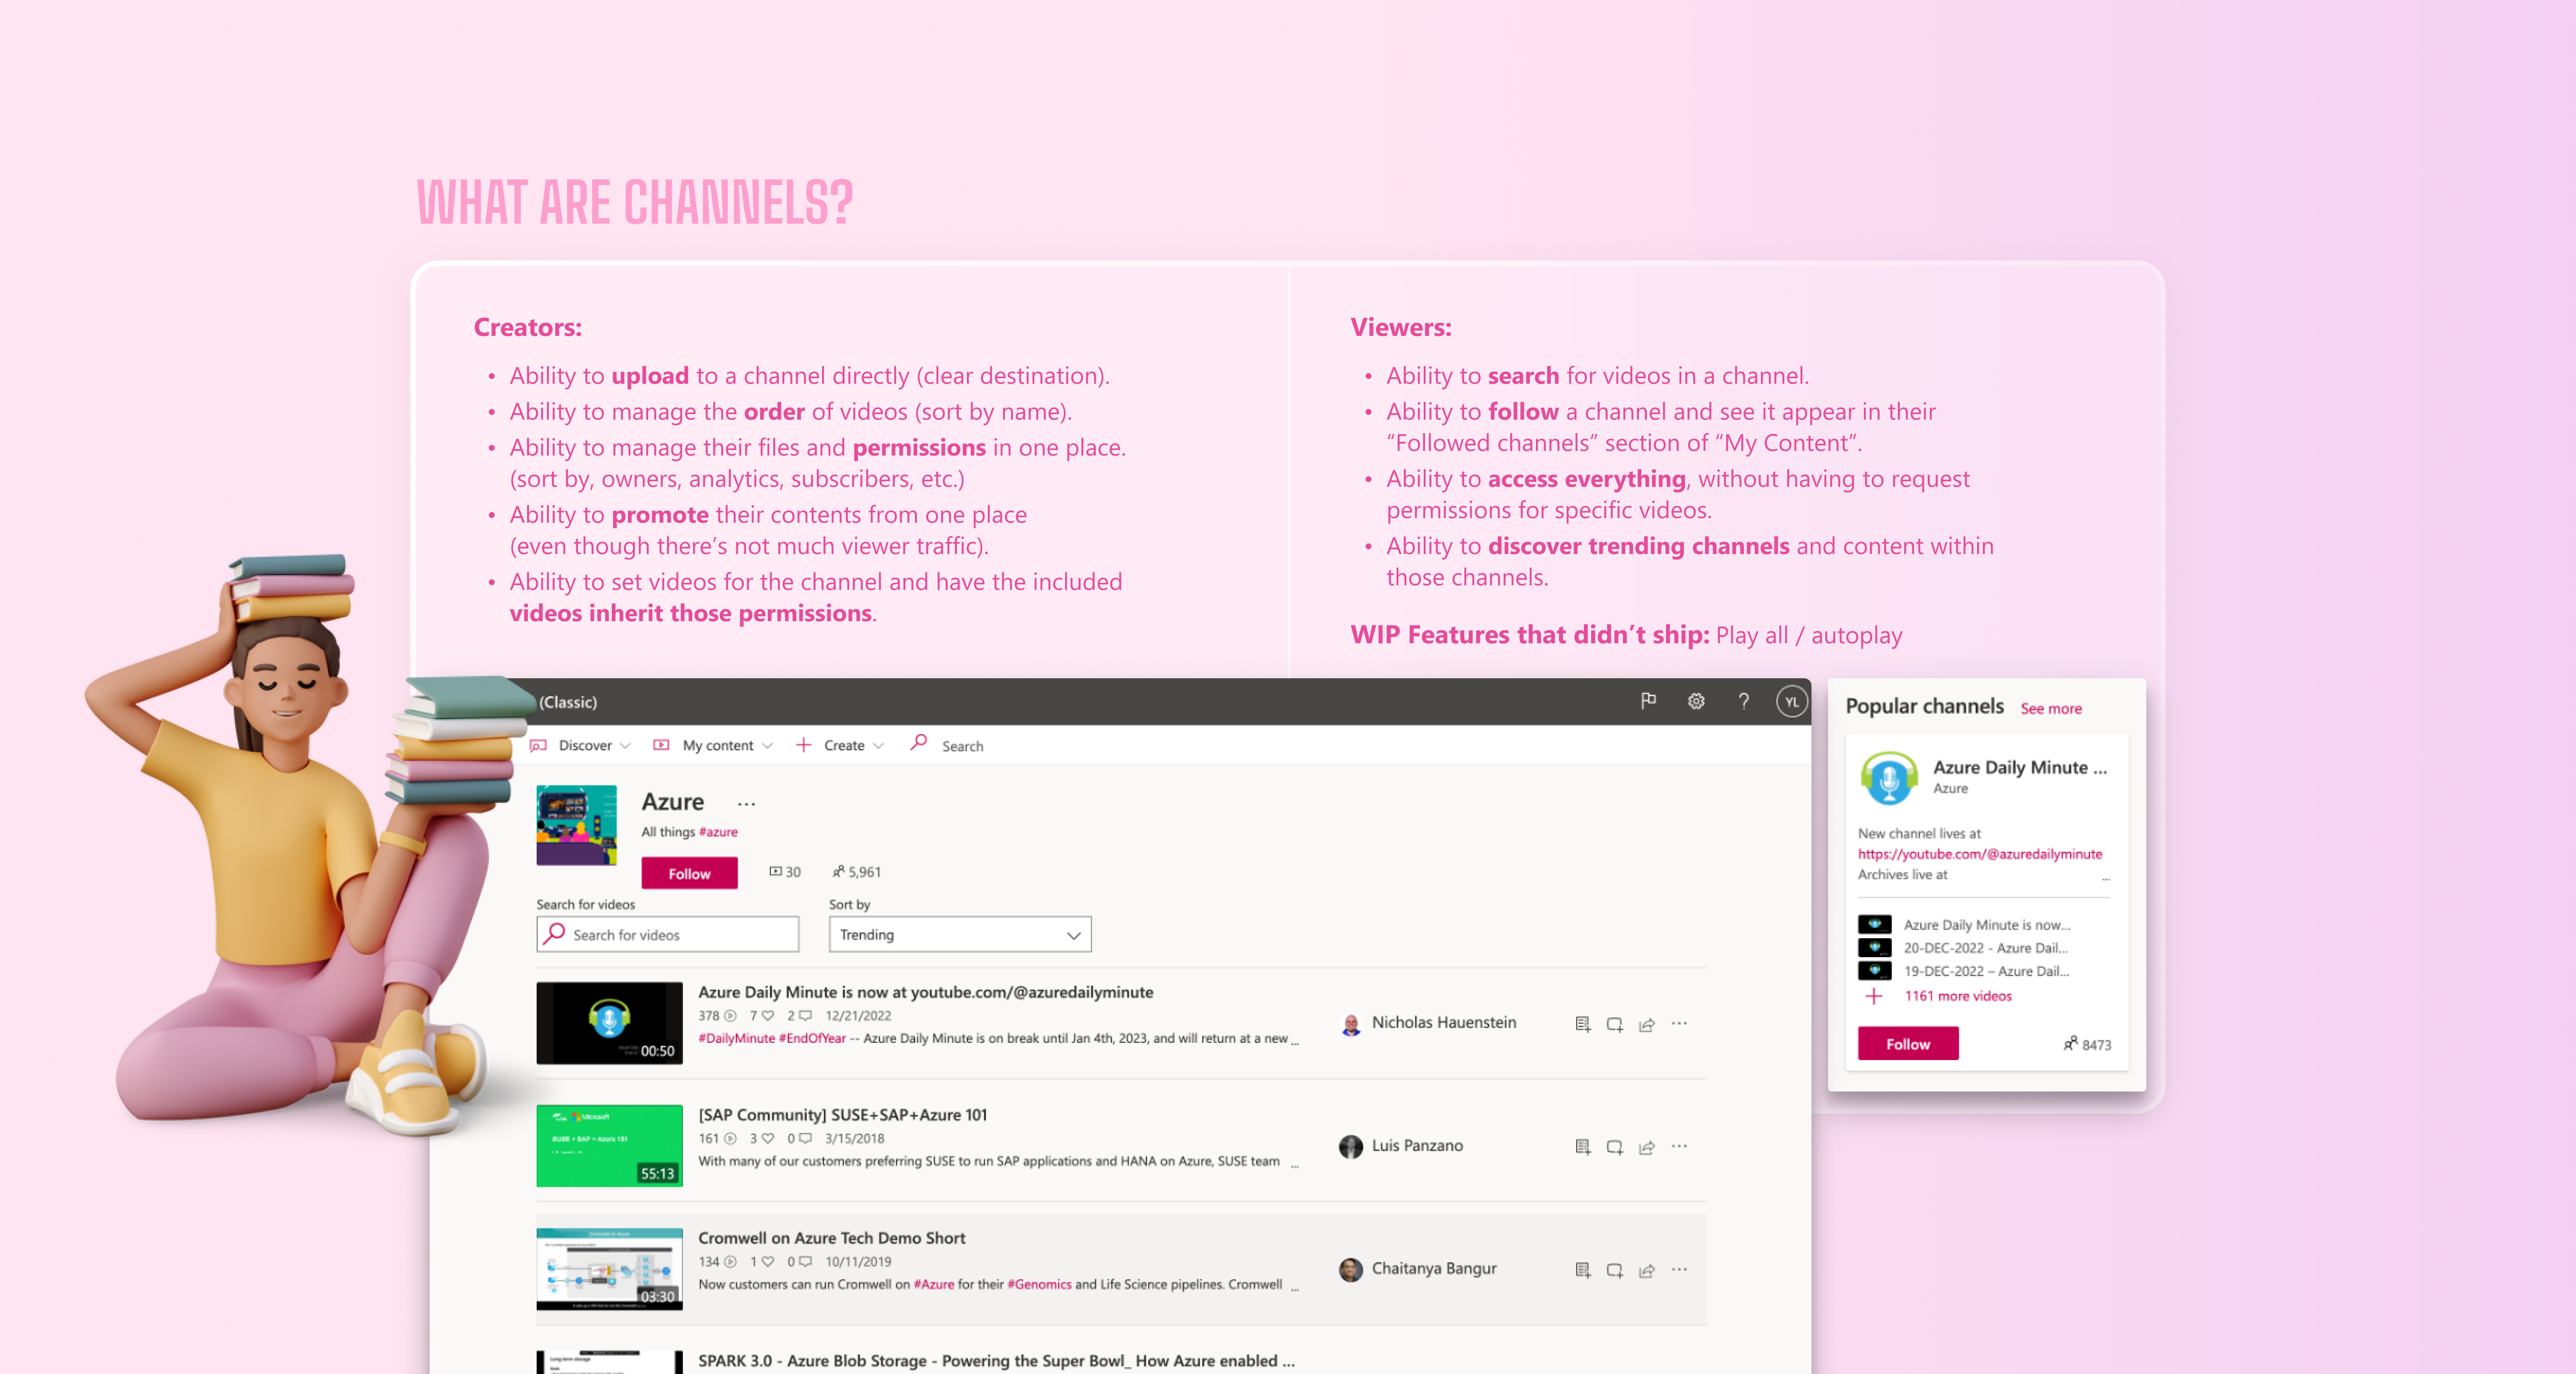 WHAT ARE CHANNELS?
Creators:
• Ability to upload to a channel directly (clear destination).
• Ability to manage the order of videos (sort by name).
• Ability to manage their files and permissions in one place.
(sort by, owners, analytics, subscribers, etc.)
• Ability to promote their contents from one place
(even though there’s not much viewer traffic).
• Ability to set videos for the channel and have the included
videos inherit those permissions.
Viewers:
• Ability to search for videos in a channel.
• Ability to follow a channel and see it appear in their
“Followed channels” section of “My Content”.
• Ability to access everything, without having to request
permissions for specific videos.
• Ability to discover trending channels and content within
those channels.
WIP Features that didn’t ship: Play all / autoplay
(Classic)
? YL
Discover My content Create Search
Azure ...
All things #azure
Follow 30 5,961
Search for videos Sort by
Search for videos Trending
Azure Daily Minute is now at youtube.com/@azuredailyminute
378 7 2 12/21/2022
#DailyMinute #EndOfYear -- Azure Daily Minute is on break until Jan 4th, 2023, and will return at a new ...
00:50
Nicholas Hauenstein
[SAP Community] SUSE+SAP+Azure 101
161 3 0 3/15/2018
With many of our customers preferring SUSE to run SAP applications and HANA on Azure, SUSE team ...
Microsoft
SUSE + SAP + Azure 101
55:13
Luis Panzano
Cromwell on Azure Tech Demo Short
134 1 0 10/11/2019
Now customers can run Cromwell on #Azure for their #Genomics and Life Science pipelines. Cromwell ...
Cromwell on Azure
03:30
Chaitanya Bangur
SPARK 3.0 - Azure Blob Storage - Powering the Super Bowl_ How Azure enabled ...
Long term storage
Popular channels See more
Azure Daily Minute ...
Azure
New channel lives at
https://youtube.com/@azuredailyminute
Archives live at ...
Azure Daily Minute is now...
20-DEC-2022 - Azure Dail...
19-DEC-2022 – Azure Dail...
1161 more videos
Follow 8473